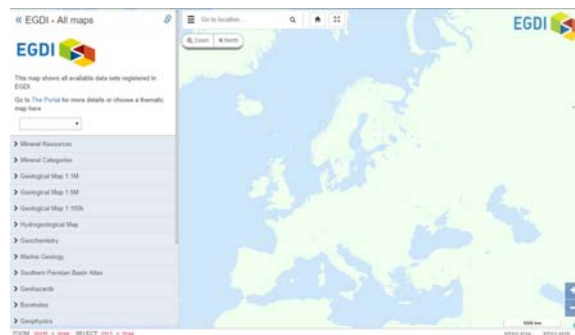 « EGDI - All maps
EGDI
This map shows all available data sets registered in
EGDI.
Go to The Portal for more details or choose a thematic
map here
Mineral Resources
Mineral Categories
Geological Map 1:1M
Geological Map 1:5M
Geological Map 1:100k
Hydrogeological Map
Geochemistry
Marine Geology
Southern Permian Basin Atlas
Geohazards
Boreholes
Geophysics
Go to location...
Zoom
North
EGDI